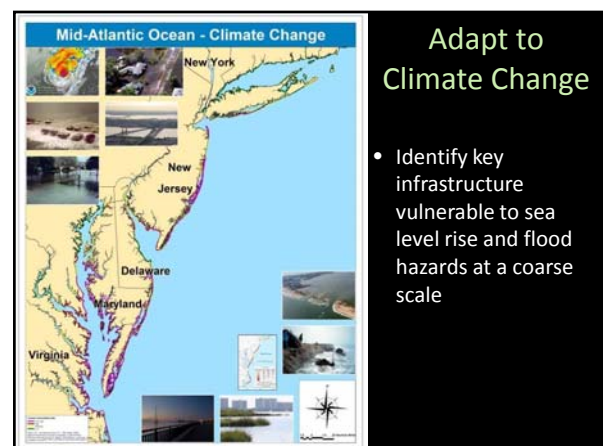 Mid-Atlantic Ocean - Climate Change
New York
New
Jersey
Delaware
Maryland
Virginia
Adapt to
Climate Change
• Identify key
infrastructure
vulnerable to sea
level rise and flood
hazards at a coarse
scale